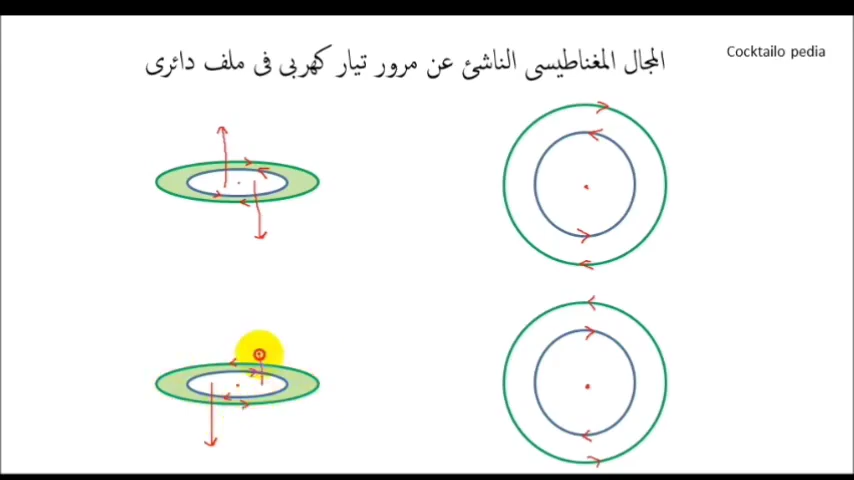 Cocktailo pedia
المجال المغناطيسى الناشئ عن مرور تيار كهربى فى ملف دائرى